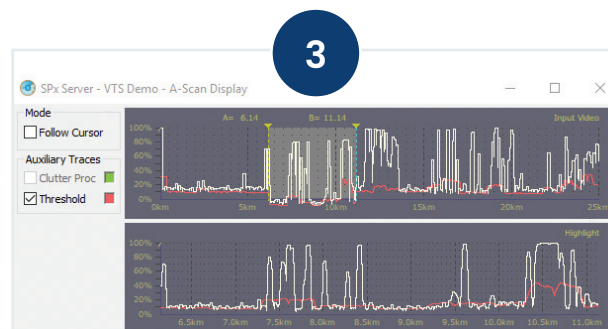 3
SPx Server - VTS Demo - A-Scan Display
Mode
Follow Cursor
Auxiliary Traces
Clutter Proc
Threshold
A= 6.14 B= 11.14 Input Video
100%
80%
60%
40%
20%
0%
0km 5km 10km 15km 20km 25km
Highlight
100%
80%
60%
40%
20%
0%
6.5km 7.0km 7.5km 8.0km 8.5km 9.0km 9.5km 10.0km 10.5km 11.0km